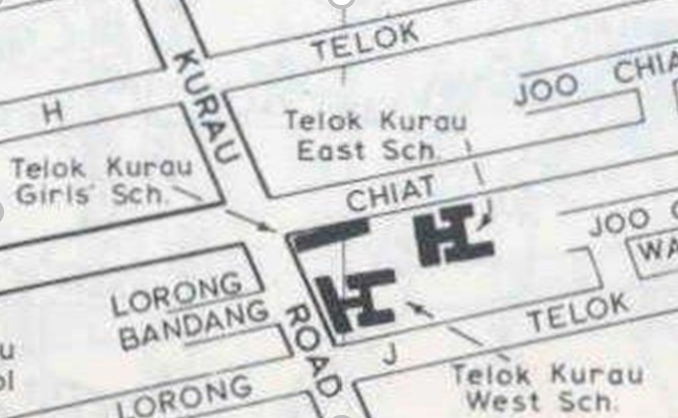 TELOK
KURAU
JOO CHIA
H
Telok Kurau
East Sch.
Telok Kurau
Girls' Sch.
CHIAT
JOO C
WA
LORONG
BANDANG
ROAD
TELOK
J
u
ol
LORONG
Telok Kurau
West Sch.